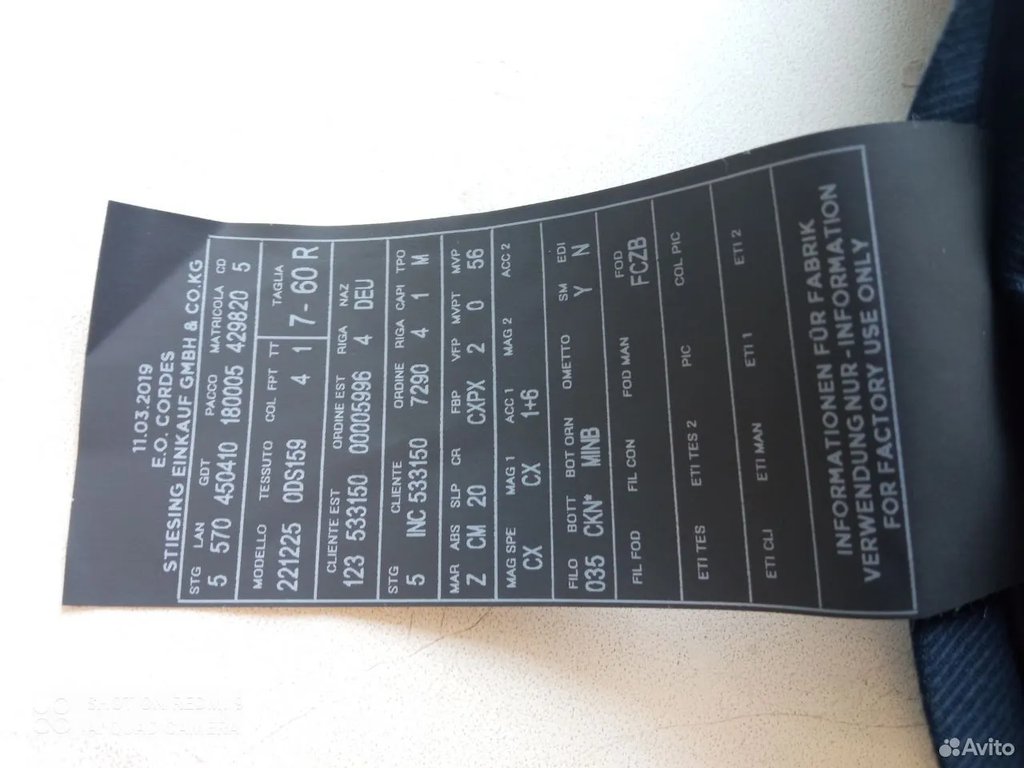 11.03.2019
E.O. CORDES
STIESING EINKAUF GMBH & CO.KG
STG LAN GDT PACCO MATRICOLA CD
5 570 450410 180005 429820 5
MODELLO TESSUTO COL FPT TT TAGLIA
221225 0DS159 4 1 7- 60 R
CLIENTE EST ORDINE EST RIGA NAZ
123 533150 00005996 4 DEU
STG CLIENTE ORDINE RIGA CAPI TPO
5 INC 533150 7290 4 1 M
MAR ABS SLP CR FBP VFP MVPT MVP
Z CM 20 CXPX 2 0 56
MAG SPE MAG 1 ACC 1 MAG 2 ACC 2
CX CX 1+6
FILO BOTT BOT ORN OMETTO SM EDI
035 CKN* MINB Y N
FIL FOD FIL CON FOD MAN FOD
FCZB
ETI TES ETI TES 2 PIC COL PIC
ETI CLI ETI MAN ETI 1 ETI 2
INFORMATIONEN FÜR FABRIK
VERWENDUNG NUR - INFORMATION
FOR FACTORY USE ONLY
SHOT ON REDMI 9
AI QUAD CAMERA
Avito